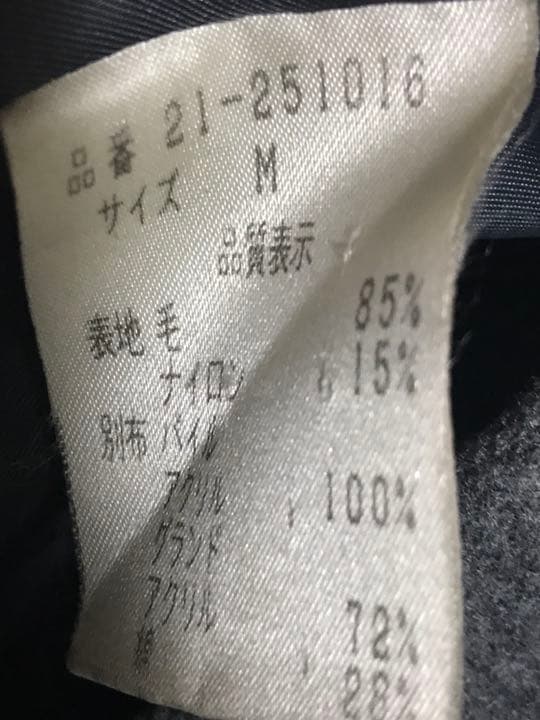 品番 21-251016
サイズ M
品質表示
表地 毛 85%
ナイロン 15%
別布 パイル
アクリル 100%
グランド
アクリル 72%
28%